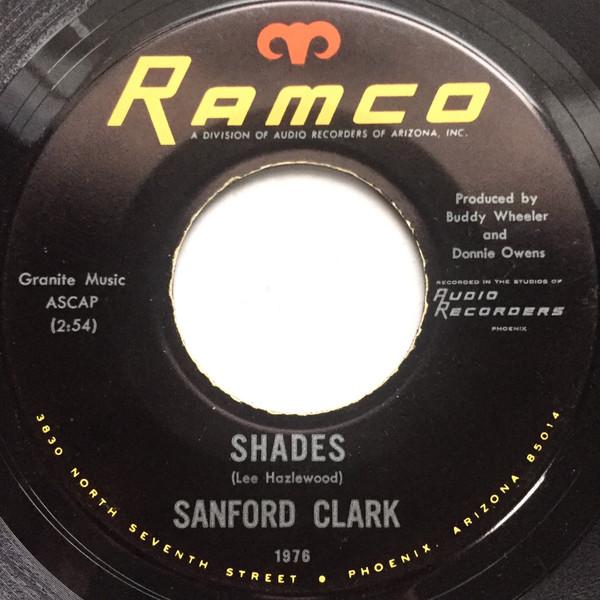 RAMCO
A DIVISION OF AUDIO RECORDERS OF ARIZONA, INC.
Produced by
Buddy Wheeler
and
Donnie Owens
Granite Music
ASCAP
(2:54)
RECORDED IN THE STUDIOS OF
AUDIO
RECORDERS
PHOENIX
SHADES
(Lee Hazlewood)
SANFORD CLARK
1976
3830 NORTH SEVENTH STREET • PHOENIX, ARIZONA 85014